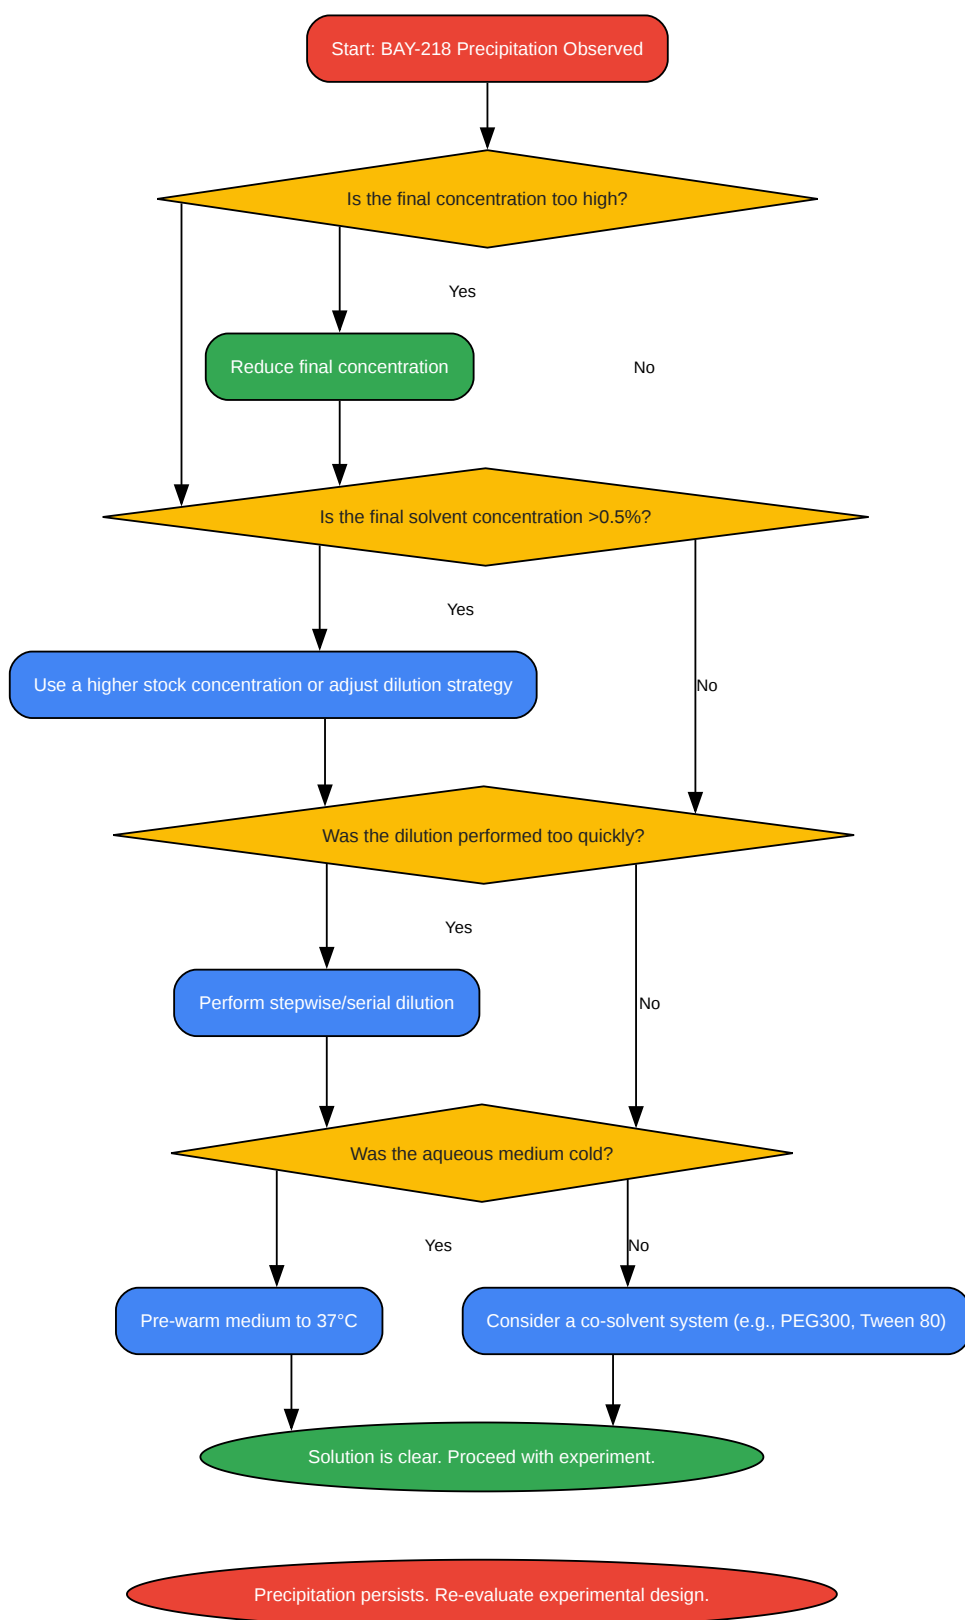 Start: BAY-218 Precipitation Observed
Is the final concentration too high?
Yes
Reduce final concentration
No
Is the final solvent concentration >0.5%?
Yes
Use a higher stock concentration or adjust dilution strategy
No
Was the dilution performed too quickly?
Yes
Perform stepwise/serial dilution
No
Was the aqueous medium cold?
Yes
No
Pre-warm medium to 37°C
Consider a co-solvent system (e.g., PEG300, Tween 80)
Solution is clear. Proceed with experiment.
Precipitation persists. Re-evaluate experimental design.